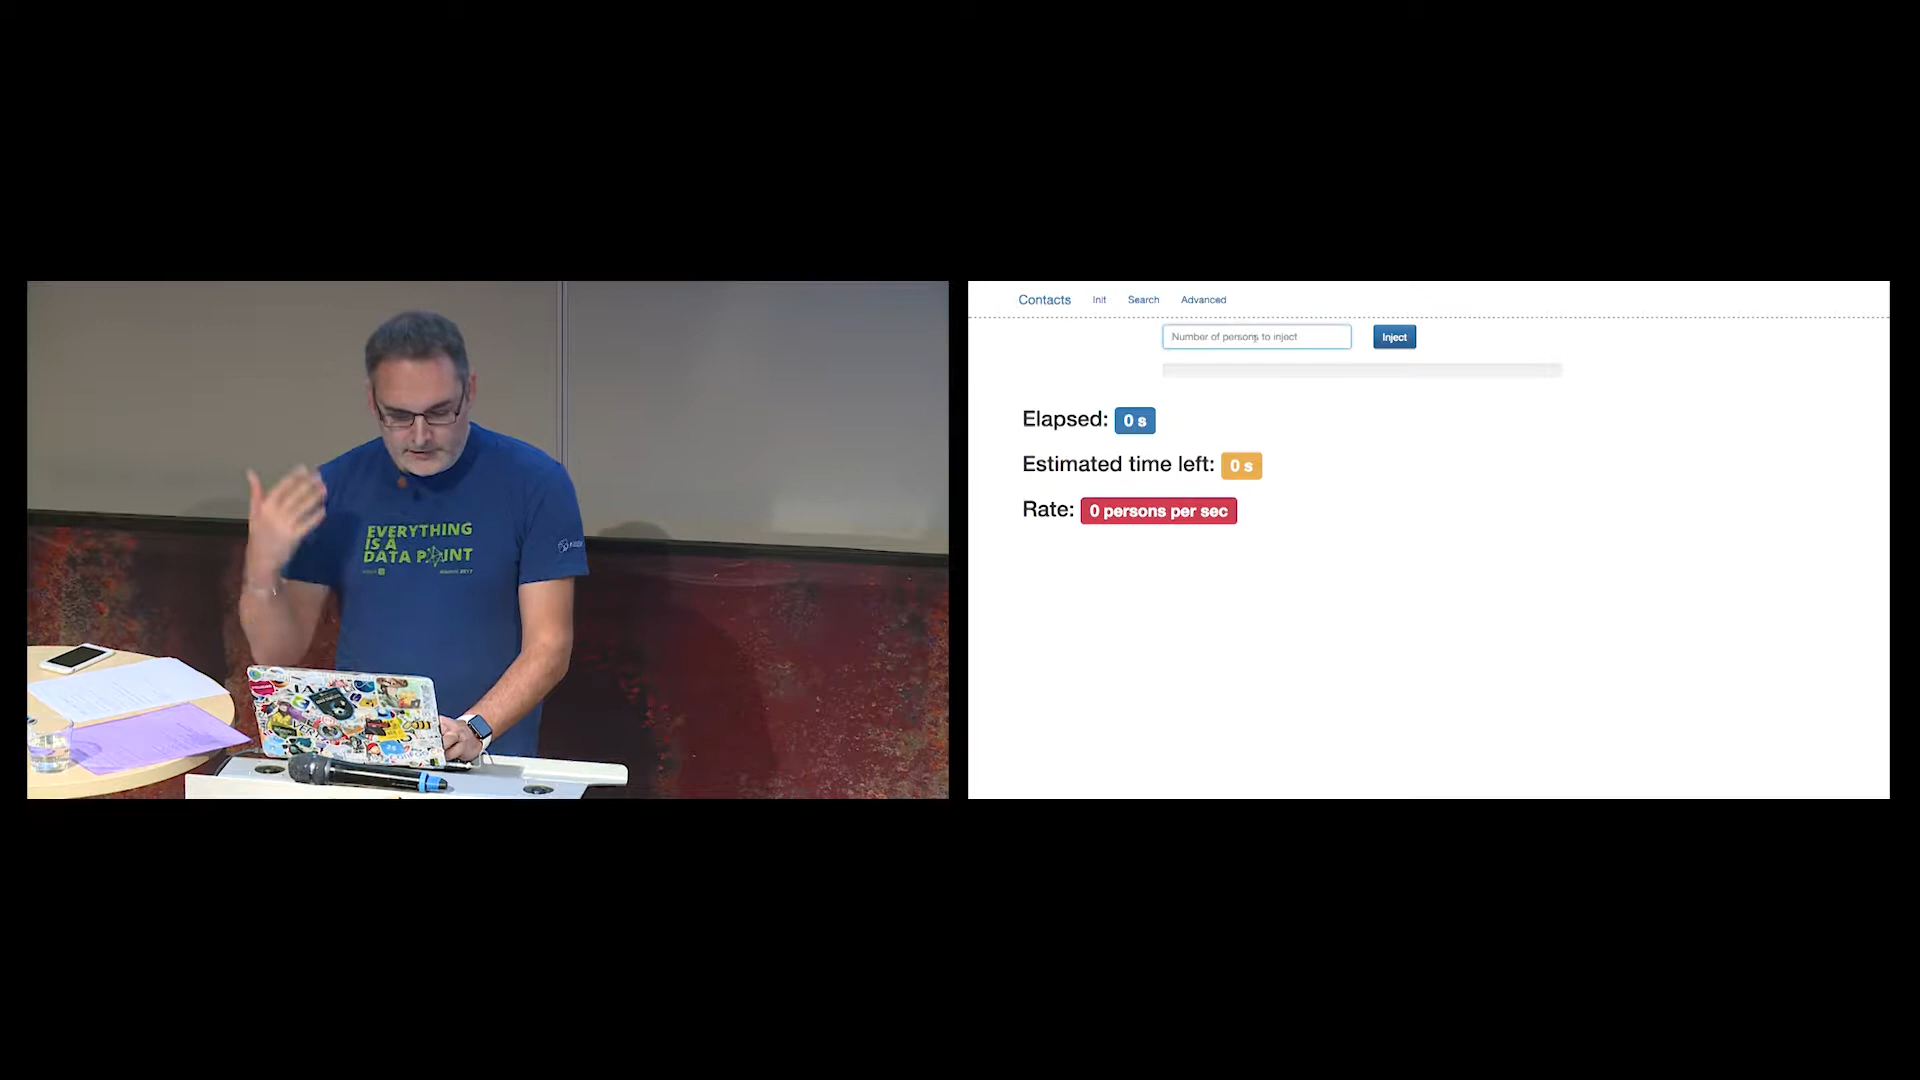 EVERYTHING
IS A
DATA POINT
Contacts Init Search Advanced
Number of persons to inject Inject
Elapsed: 0 s
Estimated time left: 0 s
Rate: 0 persons per sec